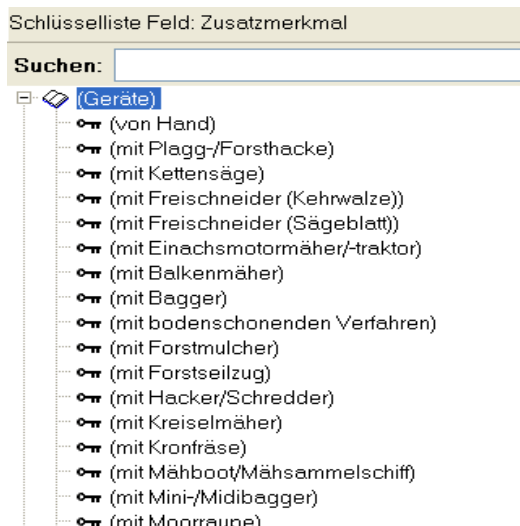 Schlüsselliste Feld: Zusatzmerkmal
Suchen:
(Geräte)
(von Hand)
(mit Plagg-/Forsthacke)
(mit Kettensäge)
(mit Freischneider (Kehrwalze))
(mit Freischneider (Sägeblatt))
(mit Einachsmotormäher/-traktor)
(mit Balkenmäher)
(mit Bagger)
(mit bodenschonenden Verfahren)
(mit Forstmulcher)
(mit Forstseilzug)
(mit Hacker/Schredder)
(mit Kreiselmäher)
(mit Kronfräse)
(mit Mähboot/Mähsammelschiff)
(mit Mini-/Midibagger)
(mit Moorraupe)